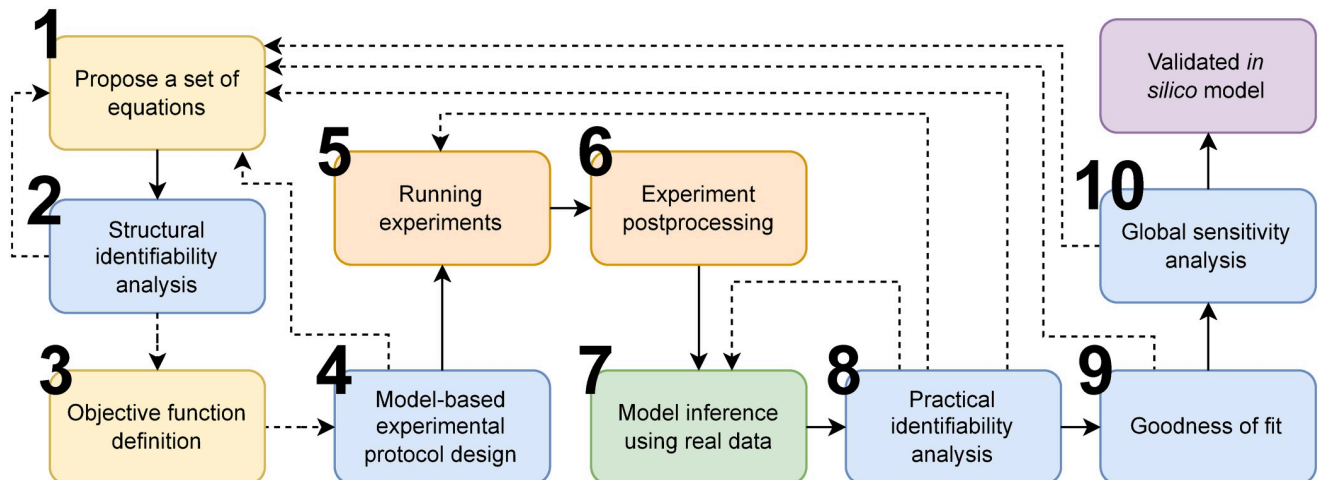 1
Propose a set of
equations
2
Structural
identifiability
analysis
3
Objective function
definition
4
Model-based
experimental
protocol design
5
Running
experiments
6
Experiment
postprocessing
7
Model inference
using real data
8
Practical
identifiability
analysis
9
Goodness of fit
10
Global sensitivity
analysis
Validated in
silico model